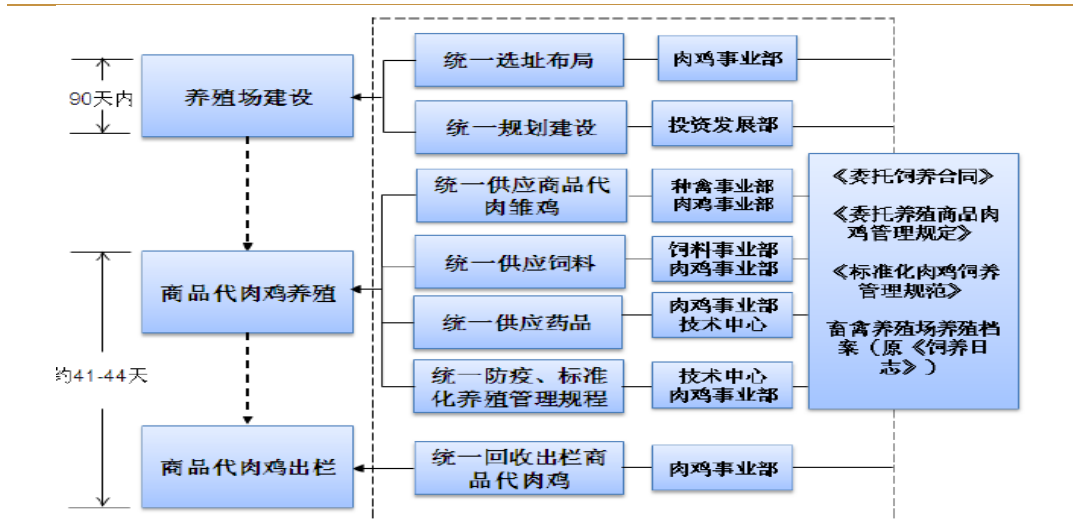 统一选址布局
肉鸡事业部
90天内
养殖场建设
统一规划建设
投资发展部
统一供应商品代
肉雏鸡
种禽事业部
肉鸡事业部
《委托饲养合同》
《委托养殖商品肉
鸡管理规定》
《标准化肉鸡饲养
管理规范》
畜禽养殖场养殖档
案（原《饲养日
志》）
统一供应饲料
饲料事业部
肉鸡事业部
商品代肉鸡养殖
统一供应药品
肉鸡事业部
技术中心
约41-44天
统一防疫、标准
化养殖管理规程
技术中心
肉鸡事业部
商品代肉鸡出栏
统一回收出栏商
品代肉鸡
肉鸡事业部